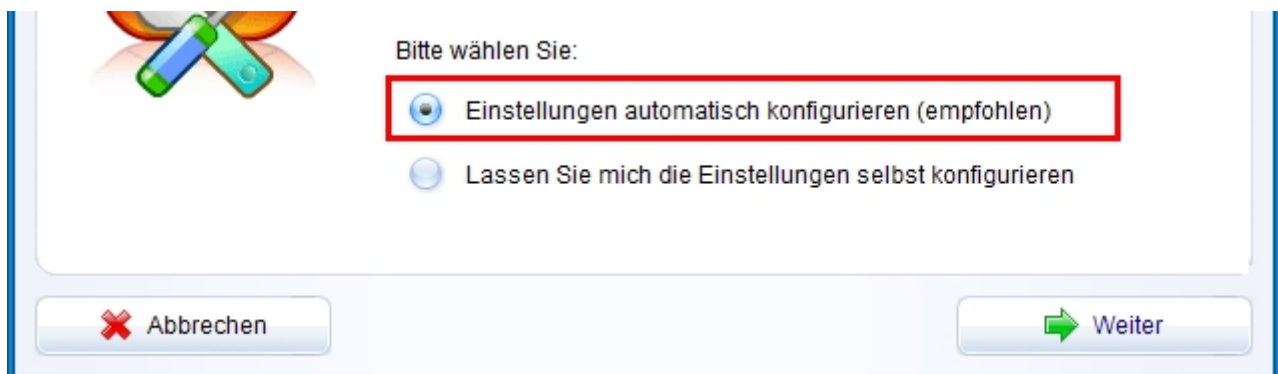 Bitte wählen Sie:
Einstellungen automatisch konfigurieren (empfohlen)
Lassen Sie mich die Einstellungen selbst konfigurieren
Abbrechen
Weiter